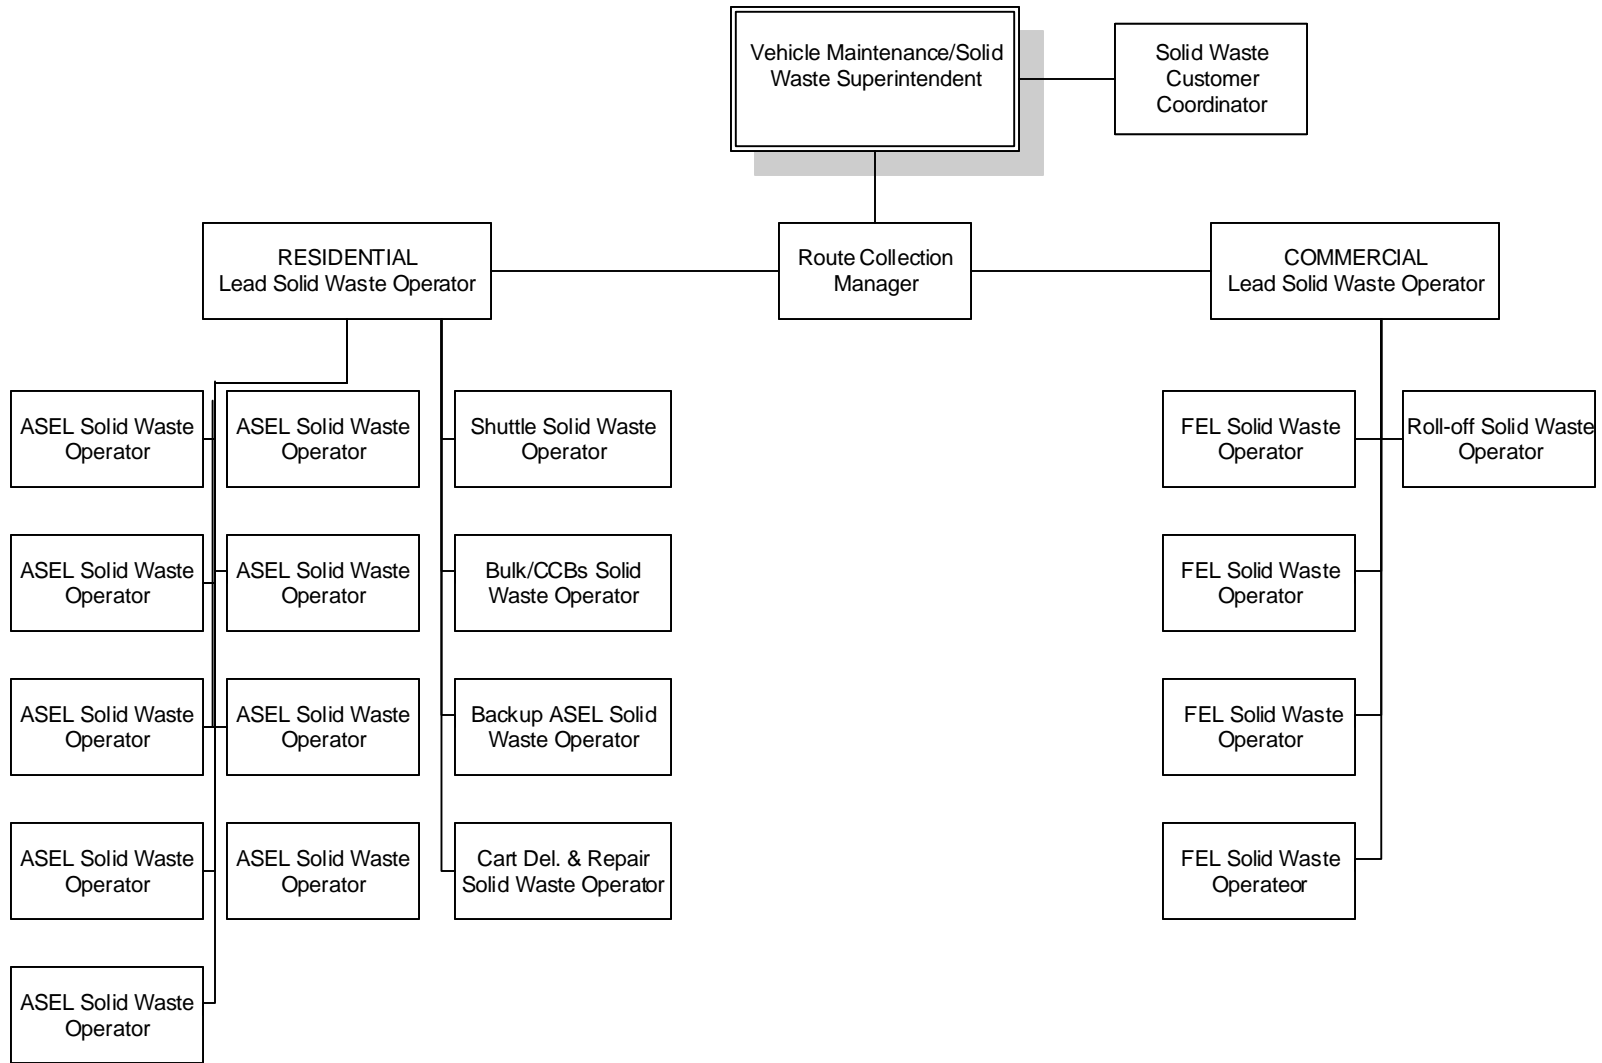 Vehicle Maintenance/Solid
Waste Superintendent
Solid Waste
Customer
Coordinator
RESIDENTIAL
Lead Solid Waste Operator
Route Collection
Manager
COMMERCIAL
Lead Solid Waste Operator
ASEL Solid Waste
Operator
ASEL Solid Waste
Operator
Shuttle Solid Waste
Operator
FEL Solid Waste
Operator
Roll-off Solid Waste
Operator
ASEL Solid Waste
Operator
ASEL Solid Waste
Operator
Bulk/CCBs Solid
Waste Operator
FEL Solid Waste
Operator
ASEL Solid Waste
Operator
ASEL Solid Waste
Operator
Backup ASEL Solid
Waste Operator
FEL Solid Waste
Operator
ASEL Solid Waste
Operator
ASEL Solid Waste
Operator
Cart Del. & Repair
Solid Waste Operator
FEL Solid Waste
Operateor
ASEL Solid Waste
Operator